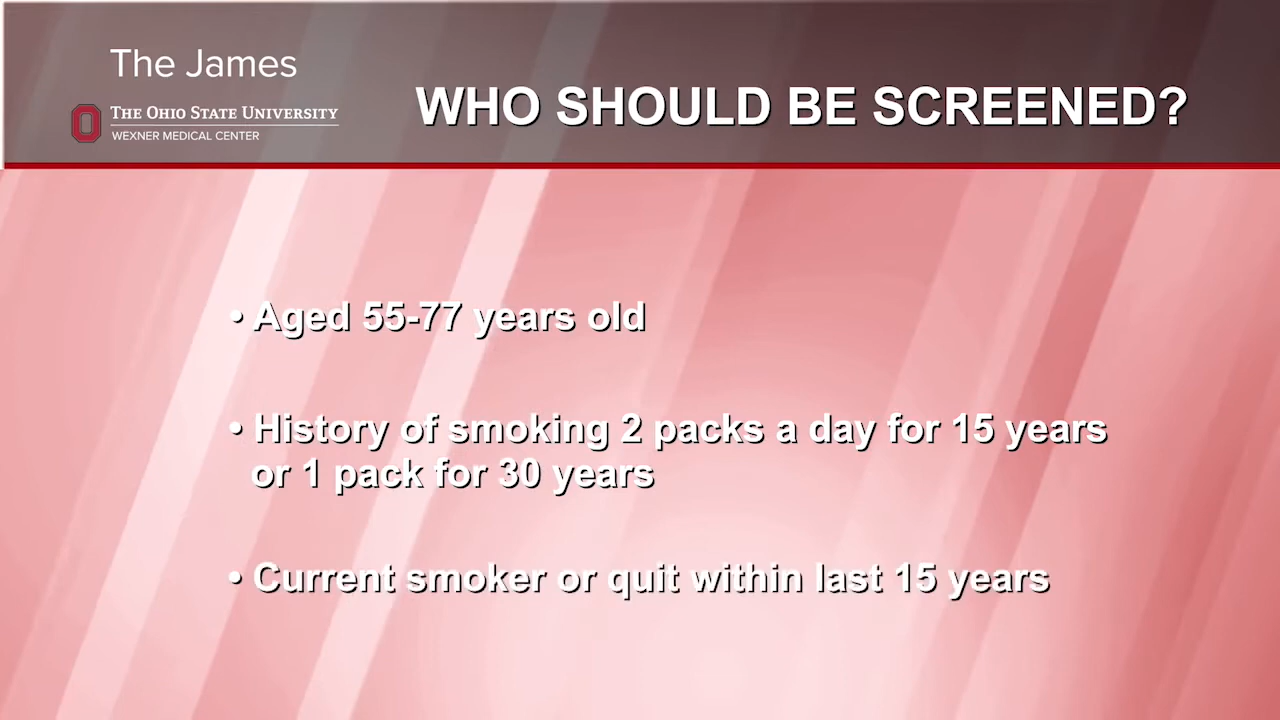 The James
THE OHIO STATE UNIVERSITY
WEXNER MEDICAL CENTER
WHO SHOULD BE SCREENED?
• Aged 55-77 years old
• History of smoking 2 packs a day for 15 years
or 1 pack for 30 years
• Current smoker or quit within last 15 years